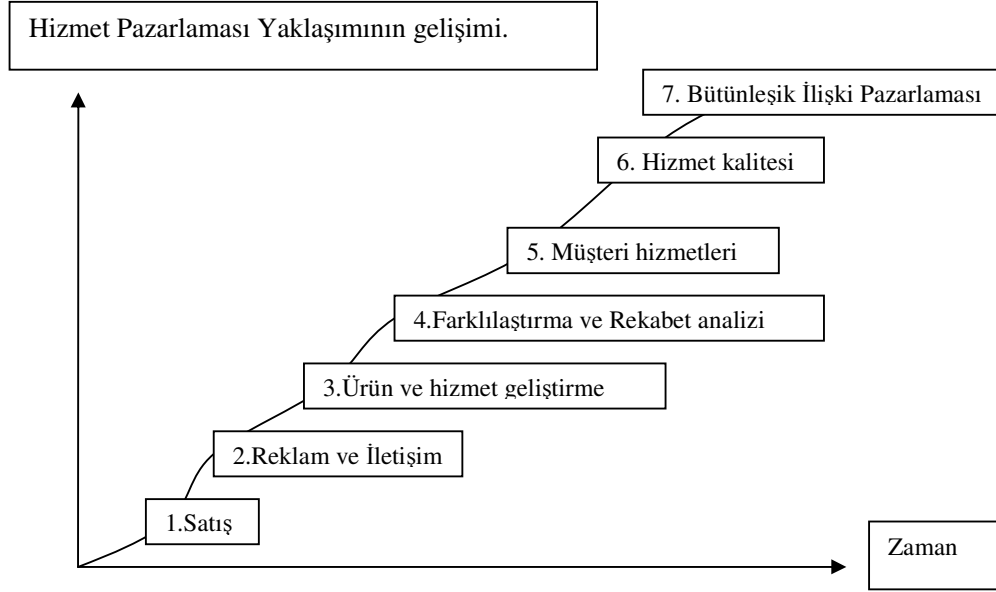 Hizmet Pazarlaması Yaklaşımının gelişimi.
7. Bütünleşik İlişki Pazarlaması
6. Hizmet kalitesi
5. Müşteri hizmetleri
4.Farklılaştırma ve Rekabet analizi
3.Ürün ve hizmet geliştirme
2.Reklam ve İletişim
1.Satış
Zaman